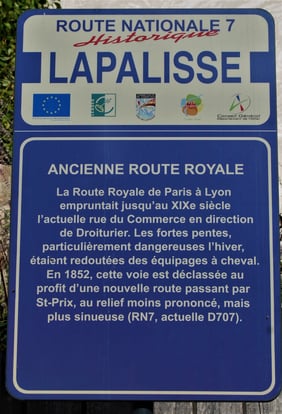 ROUTE NATIONALE 7
Historique
LAPALISSE
Conseil Général
ANCIENNE ROUTE ROYALE
La Route Royale de Paris à Lyon
empruntait jusqu'au XIXe siècle
l'actuelle rue du Commerce en direction
de Droiturier. Les fortes pentes,
particulièrement dangereuses l'hiver,
étaient redoutées des équipages à cheval.
En 1852, cette voie est déclassée au
profit d'une nouvelle route passant par
St-Prix, au relief moins prononcé, mais
plus sinueuse (RN7, actuelle D707).